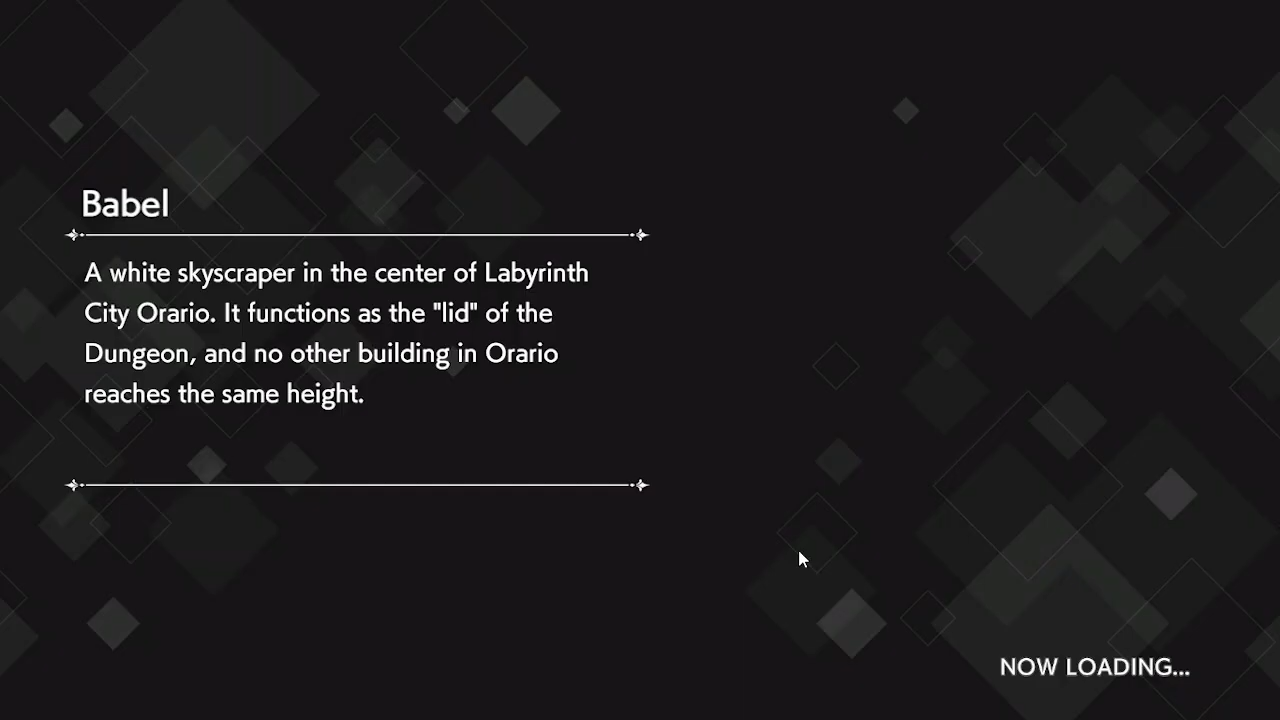 Babel
A white skyscraper in the center of Labyrinth
City Orario. It functions as the "lid" of the
Dungeon, and no other building in Orario
reaches the same height.
NOW LOADING...